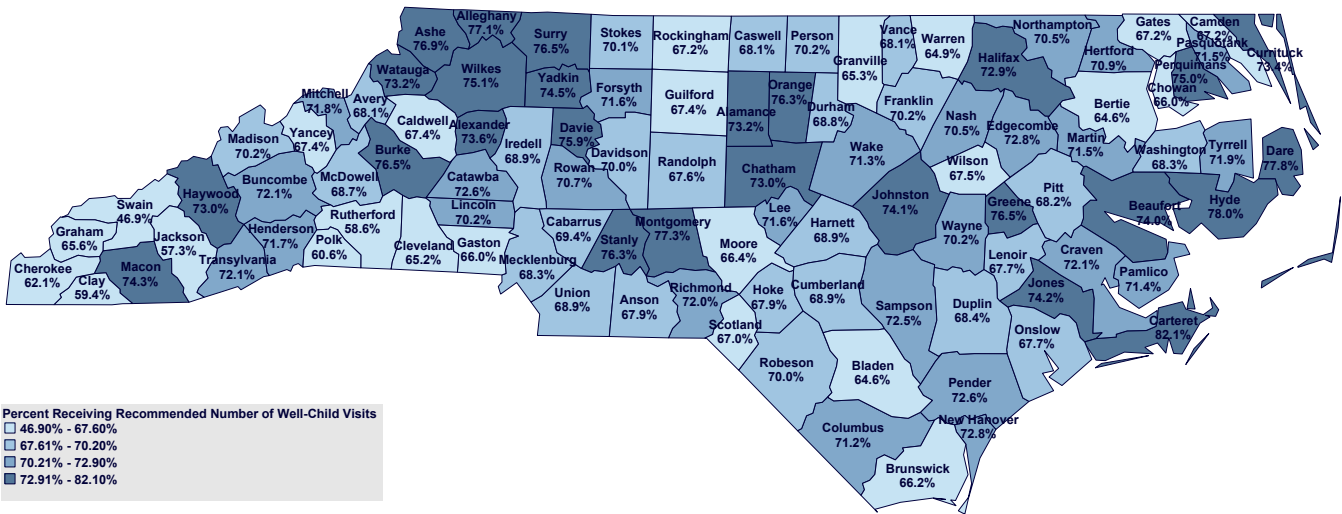 Alleghany
77.1%
Ashe
76.9%
Surry
76.5%
Stokes
70.1%
Rockingham
67.2%
Caswell
68.1%
Person
70.2%
Vance
68.1%
Granville
65.3%
Warren
64.9%
Northampton
70.5%
Gates
67.2%
Camden
67.2%
Pasquotank
71.5%
Currituck
73.4%
Hertford
70.9%
Halifax
72.9%
Perquimans
75.0%
Chowan
66.0%
Bertie
64.6%
Watauga
73.2%
Wilkes
75.1%
Yadkin
74.5%
Forsyth
71.6%
Guilford
67.4%
Alamance
73.2%
Orange
76.3%
Durham
68.8%
Franklin
70.2%
Nash
70.5%
Edgecombe
72.8%
Martin
71.5%
Washington
68.3%
Tyrrell
71.9%
Dare
77.8%
Mitchell
71.8%
Avery
68.1%
Caldwell
67.4%
Alexander
73.6%
Iredell
68.9%
Davie
75.9%
Davidson
70.0%
Randolph
67.6%
Chatham
73.0%
Wake
71.3%
Wilson
67.5%
Madison
70.2%
Yancey
67.4%
Burke
76.5%
McDowell
68.7%
Catawba
72.6%
Rowan
70.7%
Johnston
74.1%
Greene
76.5%
Pitt
68.2%
Beaufort
74.0%
Hyde
78.0%
Swain
46.9%
Haywood
73.0%
Buncombe
72.1%
Lincoln
70.2%
Graham
65.6%
Jackson
57.3%
Transylvania
72.1%
Henderson
71.7%
Rutherford
58.6%
Polk
60.6%
Cleveland
65.2%
Gaston
66.0%
Mecklenburg
68.3%
Cabarrus
69.4%
Stanly
76.3%
Montgomery
77.3%
Moore
66.4%
Lee
71.6%
Harnett
68.9%
Wayne
70.2%
Lenoir
67.7%
Craven
72.1%
Pamlico
71.4%
Cherokee
62.1%
Clay
59.4%
Macon
74.3%
Union
68.9%
Anson
67.9%
Richmond
72.0%
Scotland
67.0%
Hoke
67.9%
Cumberland
68.9%
Sampson
72.5%
Duplin
68.4%
Jones
74.2%
Onslow
67.7%
Carteret
82.1%
Robeson
70.0%
Bladen
64.6%
Pender
72.6%
New Hanover
72.8%
Columbus
71.2%
Brunswick
66.2%
Percent Receiving Recommended Number of Well-Child Visits
46.90% - 67.60%
67.61% - 70.20%
70.21% - 72.90%
72.91% - 82.10%